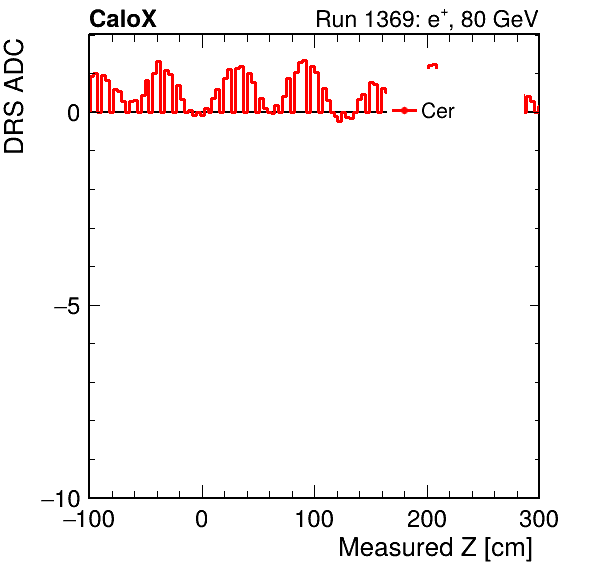 CaloX Run 1369: e⁺, 80 GeV
DRS ADC
0
−5
−10
Cer
−100 0 100 200 300
Measured Z [cm]